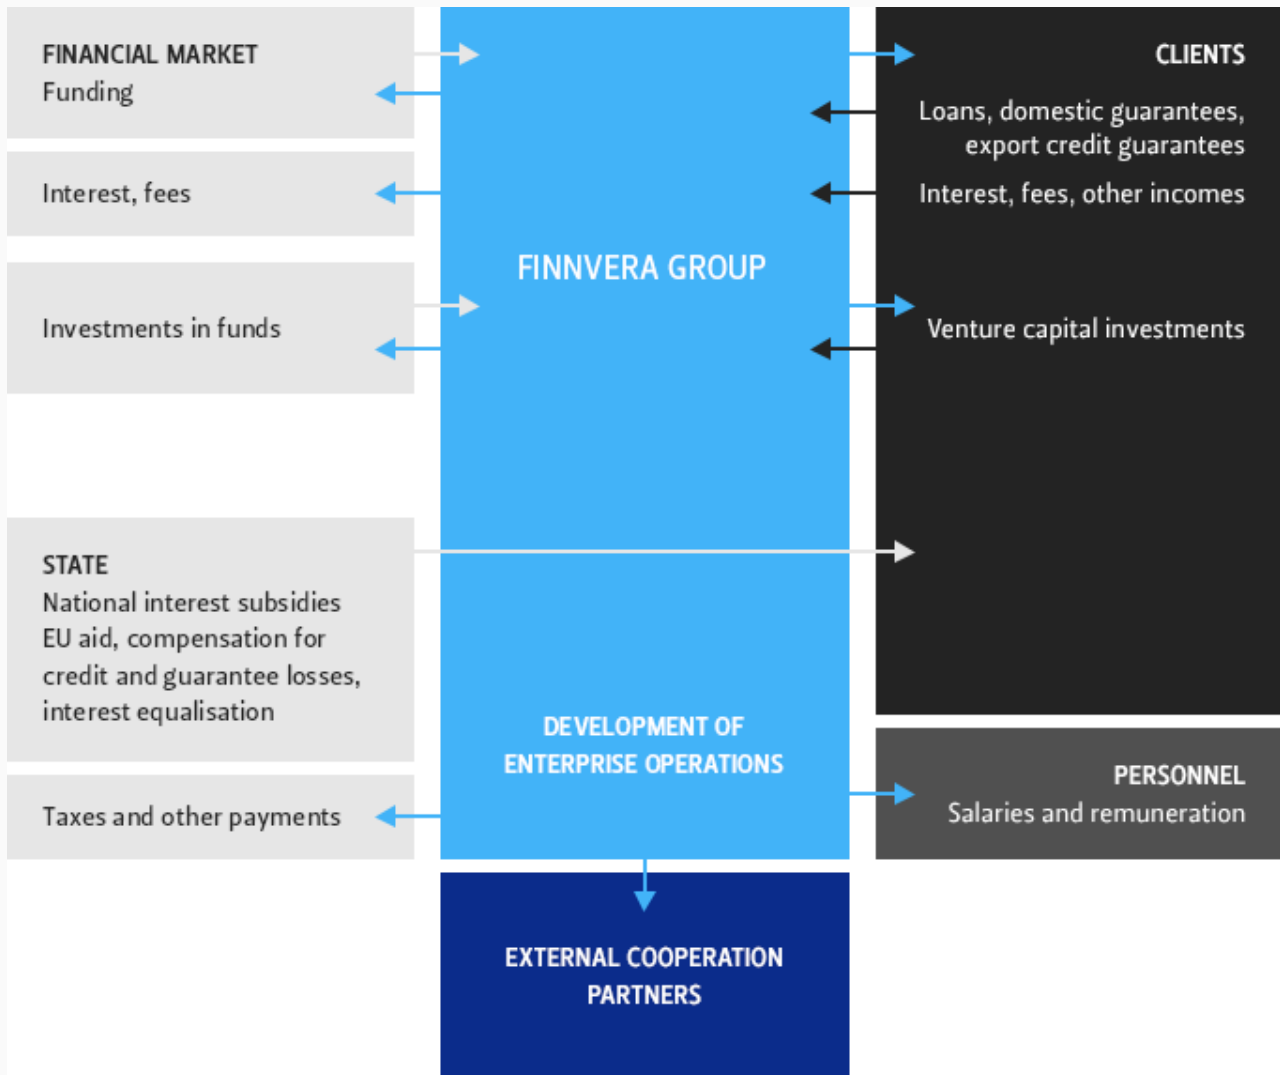 FINANCIAL MARKET
Funding
Interest, fees
Investments in funds
STATE
National interest subsidies
EU aid, compensation for
credit and guarantee losses,
interest equalisation
Taxes and other payments
FINNVERA GROUP
DEVELOPMENT OF
ENTERPRISE OPERATIONS
EXTERNAL COOPERATION
PARTNERS
CLIENTS
Loans, domestic guarantees,
export credit guarantees
Interest, fees, other incomes
Venture capital investments
PERSONNEL
Salaries and remuneration